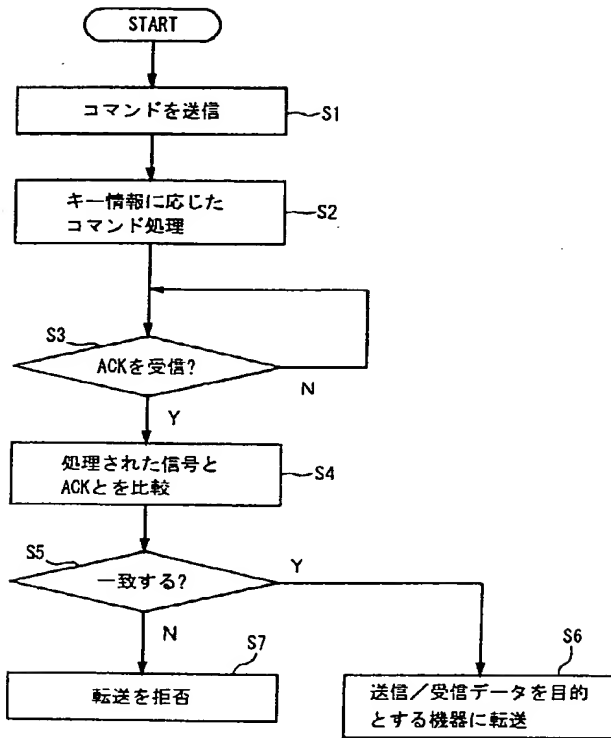 START
コマンドを送信
S1
キー情報に応じた
コマンド処理
S2
S3
ACKを受信?
N
Y
処理された信号と
ACKとを比較
S4
S5
一致する?
Y
N
S7
転送を拒否
S6
送信/受信データを目的
とする機器に転送